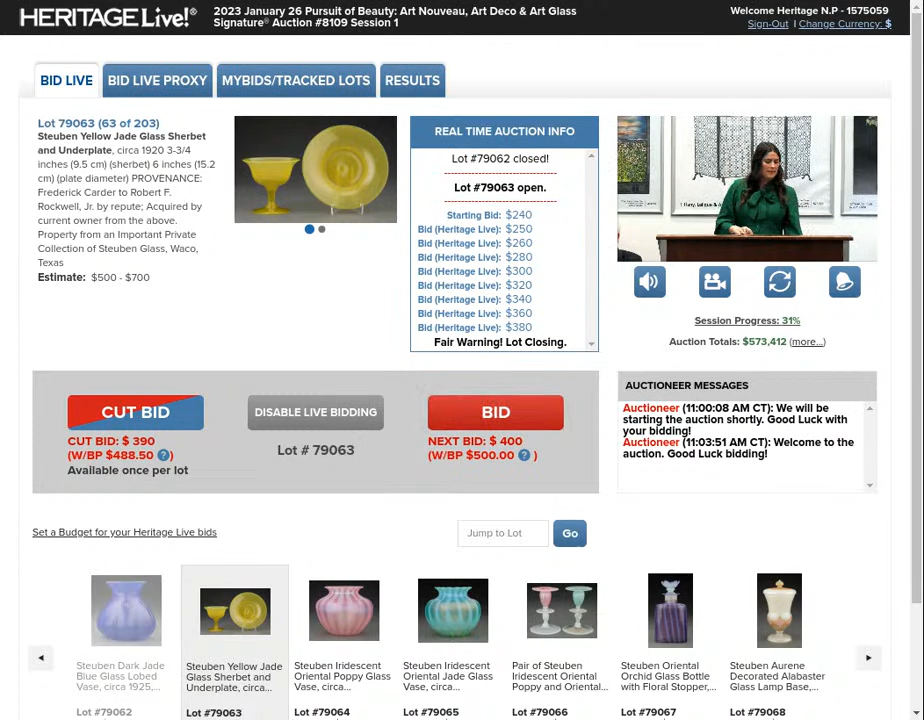 HERITAGE Live!®
2023 January 26 Pursuit of Beauty: Art Nouveau, Art Deco & Art Glass
Signature® Auction #8109 Session 1
Welcome Heritage N.P - 1575059
Sign-Out | Change Currency: $
BID LIVE
BID LIVE PROXY
MYBIDS/TRACKED LOTS
RESULTS
Lot 79063 (63 of 203)
Steuben Yellow Jade Glass Sherbet
and Underplate, circa 1920 3-3/4
inches (9.5 cm) (sherbet) 6 inches (15.2
cm) (plate diameter) PROVENANCE:
Frederick Carder to Robert F.
Rockwell, Jr. by repute; Acquired by
current owner from the above.
Property from an Important Private
Collection of Steuben Glass, Waco,
Texas
Estimate: $500 - $700
REAL TIME AUCTION INFO
Lot #79062 closed!
Lot #79063 open.
Starting Bid: $240
Bid (Heritage Live): $250
Bid (Heritage Live): $260
Bid (Heritage Live): $280
Bid (Heritage Live): $300
Bid (Heritage Live): $320
Bid (Heritage Live): $340
Bid (Heritage Live): $360
Bid (Heritage Live): $380
Fair Warning! Lot Closing.
Session Progress: 31%
Auction Totals: $573,412 (more...)
CUT BID
CUT BID: $ 390
(W/BP $488.50 ?)
Available once per lot
DISABLE LIVE BIDDING
Lot # 79063
BID
NEXT BID: $ 400
(W/BP $500.00 ? )
AUCTIONEER MESSAGES
Auctioneer (11:00:08 AM CT): We will be
starting the auction shortly. Good Luck with
your bidding!
Auctioneer (11:03:51 AM CT): Welcome to the
auction. Good Luck bidding!
Set a Budget for your Heritage Live bids
Jump to Lot
Go
Steuben Dark Jade
Blue Glass Lobed
Vase, circa 1925,...
Lot #79062
Steuben Yellow Jade
Glass Sherbet and
Underplate, circa...
Lot #79063
Steuben Iridescent
Oriental Poppy Glass
Vase, circa...
Lot #79064
Steuben Iridescent
Oriental Jade Glass
Vase, circa...
Lot #79065
Pair of Steuben
Iridescent Oriental
Poppy and Oriental...
Lot #79066
Steuben Oriental
Orchid Glass Bottle
with Floral Stopper,...
Lot #79067
Steuben Aurene
Decorated Alabaster
Glass Lamp Base,...
Lot #79068